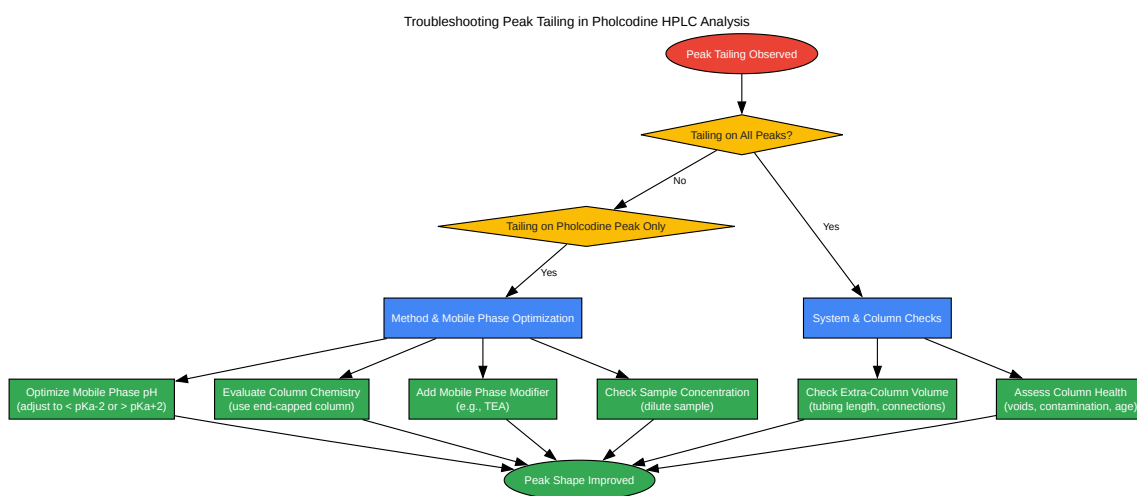 Troubleshooting Peak Tailing in Pholcodine HPLC Analysis
Peak Tailing Observed
Tailing on All Peaks?
No
Tailing on Pholcodine Peak Only
Yes
Yes
Method & Mobile Phase Optimization
System & Column Checks
Optimize Mobile Phase pH
(adjust to < pKa-2 or > pKa+2)
Evaluate Column Chemistry
(use end-capped column)
Add Mobile Phase Modifier
(e.g., TEA)
Check Sample Concentration
(dilute sample)
Check Extra-Column Volume
(tubing length, connections)
Assess Column Health
(voids, contamination, age)
Peak Shape Improved